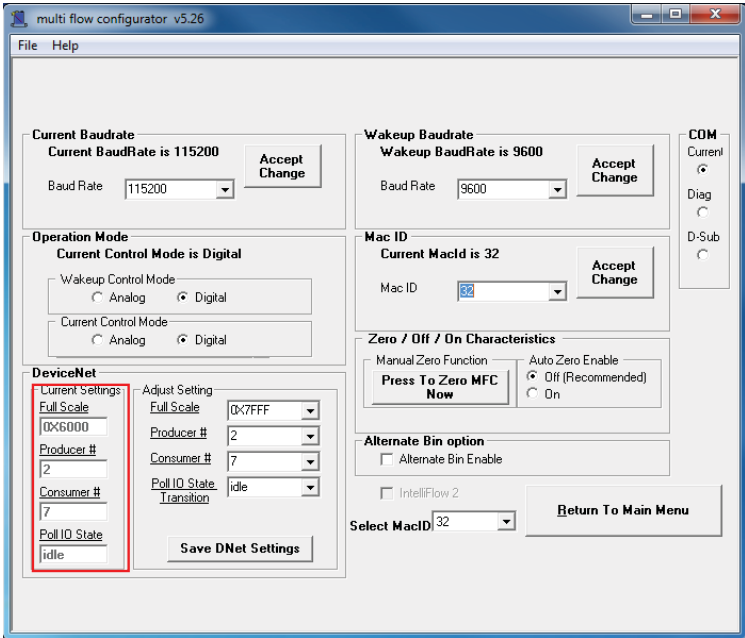 multi flow configurator v5.26
File Help
Current Baudrate
Current BaudRate is 115200
Accept Change
Baud Rate 115200
Wakeup Baudrate
Wakeup BaudRate is 9600
Accept Change
Baud Rate 9600
COM
Current
Diag
D-Sub
Operation Mode
Current Control Mode is Digital
Wakeup Control Mode
Analog Digital
Current Control Mode
Analog Digital
Mac ID
Current MacId is 32
Accept Change
Mac ID 32
Zero / Off / On Characteristics
Manual Zero Function
Press To Zero MFC Now
Auto Zero Enable
Off (Recommended)
On
DeviceNet
Current Settings
Full Scale
0X6000
Producer #
2
Consumer #
7
Poll IO State
idle
Adjust Setting
Full Scale 0X7FFF
Producer # 2
Consumer # 7
Poll IO State Transition idle
Save DNet Settings
Alternate Bin option
Alternate Bin Enable
IntelliFlow 2
Select MacID 32
Return To Main Menu